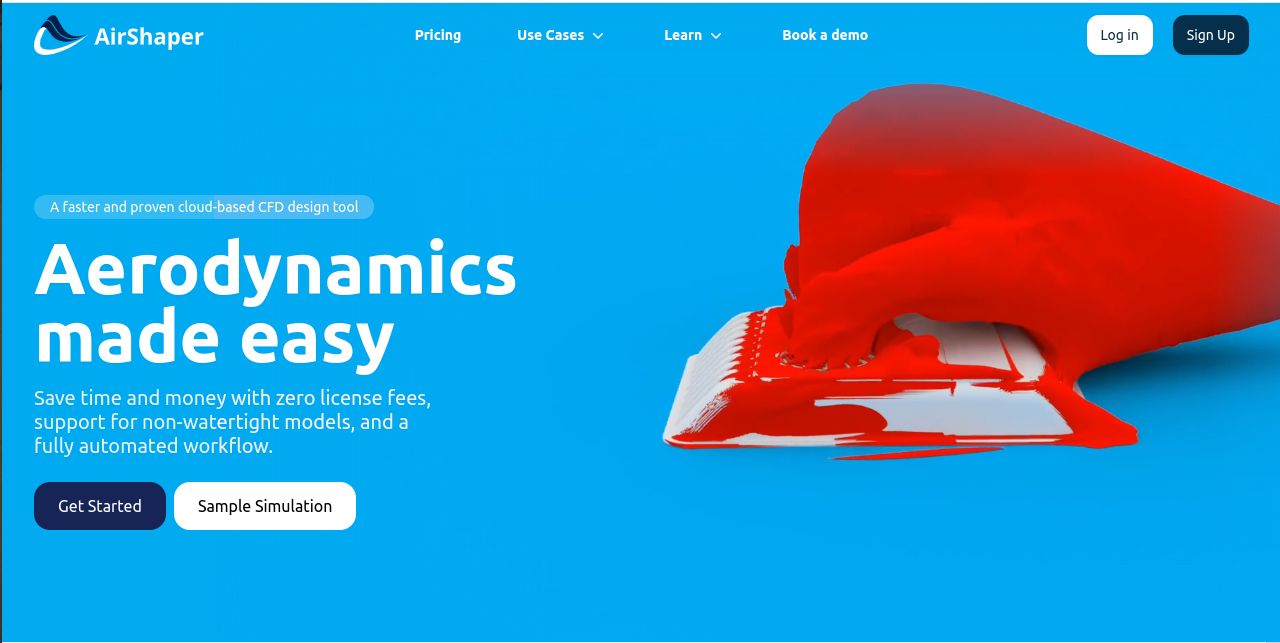 AirShaper
Pricing
Use Cases
Learn
Book a demo
Log in
Sign Up
A faster and proven cloud-based CFD design tool
Aerodynamics
made easy
Save time and money with zero license fees,
support for non-watertight models, and a
fully automated workflow.
Get Started
Sample Simulation